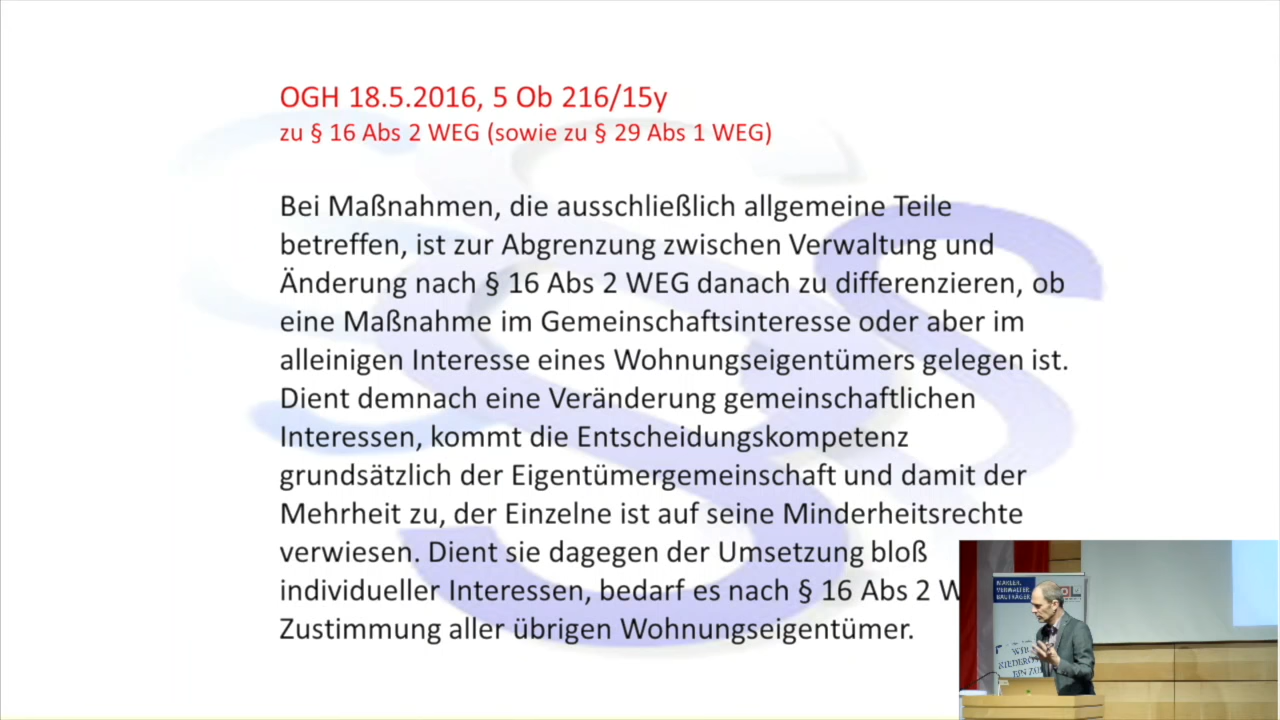 OGH 18.5.2016, 5 Ob 216/15y
zu § 16 Abs 2 WEG (sowie zu § 29 Abs 1 WEG)
Bei Maßnahmen, die ausschließlich allgemeine Teile
betreffen, ist zur Abgrenzung zwischen Verwaltung und
Änderung nach § 16 Abs 2 WEG danach zu differenzieren, ob
eine Maßnahme im Gemeinschaftsinteresse oder aber im
alleinigen Interesse eines Wohnungseigentümers gelegen ist.
Dient demnach eine Veränderung gemeinschaftlichen
Interessen, kommt die Entscheidungskompetenz
grundsätzlich der Eigentümergemeinschaft und damit der
Mehrheit zu, der Einzelne ist auf seine Minderheitsrechte
verwiesen. Dient sie dagegen der Umsetzung bloß
individueller Interessen, bedarf es nach § 16 Abs 2 W
Zustimmung aller übrigen Wohnungseigentümer.
MAKLER,
VERWALTER
BAUTRÄGER
WIR